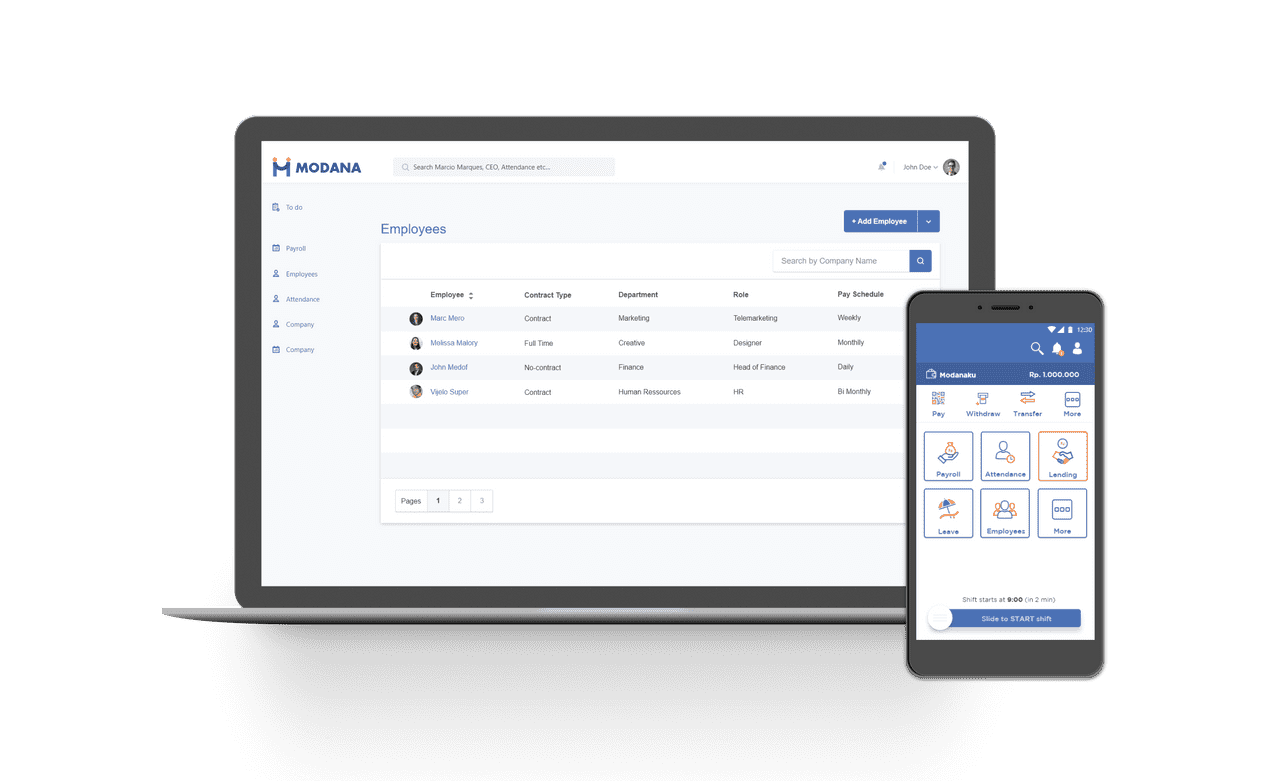 MODANA
Search Marcio Marques, CEO, Attendance etc...
John Doe
To do
Payroll
Employees
Attendance
Company
Company
Employees
+ Add Employee
Search by Company Name
Employee Contract Type Department Role Pay Schedule
Marc Mero Contract Marketing Telemarketing Weekly
Melissa Malory Full Time Creative Designer Monthly
John Medof No-contract Finance Head of Finance Daily
Vijelo Super Contract Human Ressources HR Bi Monthly
Pages 1 2 3
12:30
Modanaku Rp. 1.000.000
Pay Withdraw Transfer More
Payroll Attendance Lending
Leave Employees More
Shift starts at 9:00 (in 2 min)
Slide to START shift